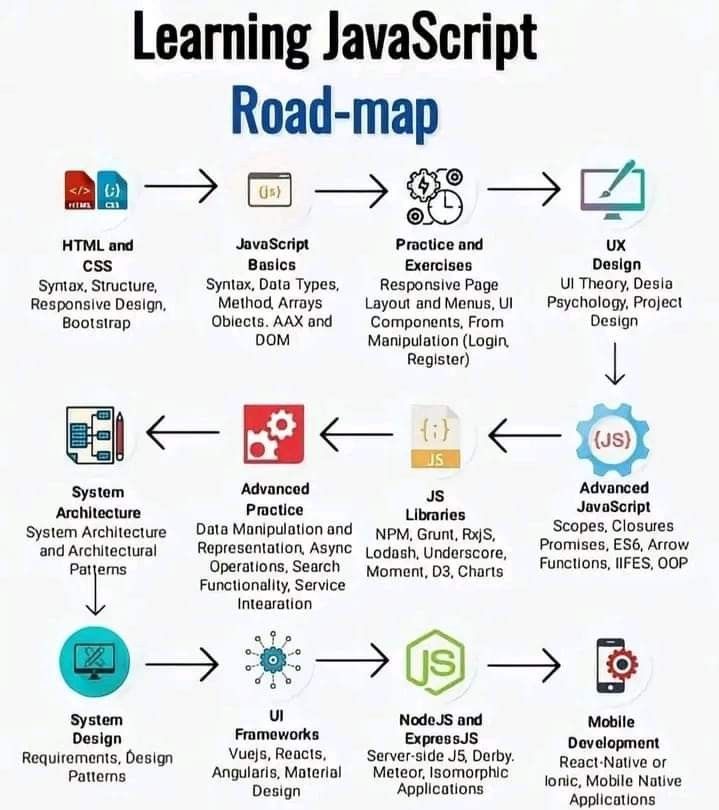 Learning JavaScript
Road-map
</>
HTML
{;}
CSS
{js}
HTML and
CSS
Syntax, Structure,
Responsive Design,
Bootstrap
JavaScript
Basics
Syntax, Data Types,
Method, Arrays
Obiects. AAX and
DOM
Practice and
Exercises
Responsive Page
Layout and Menus, UI
Components, From
Manipulation (Login,
Register)
UX
Design
UI Theory, Desia
Psychology, Project
Design
{JS}
Advanced
JavaScript
Scopes, Closures
Promises, ES6, Arrow
Functions, IIFES, OOP
{;}
JS
JS
Libraries
NPM, Grunt, RxjS,
Lodash, Underscore,
Moment, D3, Charts
Advanced
Practice
Data Manipulation and
Representation, Async
Operations, Search
Functionality, Service
Intearation
System
Architecture
System Architecture
and Architectural
Patterns
System
Design
Requirements, Design
Patterns
UI
Frameworks
Vuejs, Reacts,
Angularis, Material
Design
JS
NodeJS and
ExpressJS
Server-side J5, Derby.
Meteor, Isomorphic
Applications
Mobile
Development
React-Native or
Ionic, Mobile Native
Applications